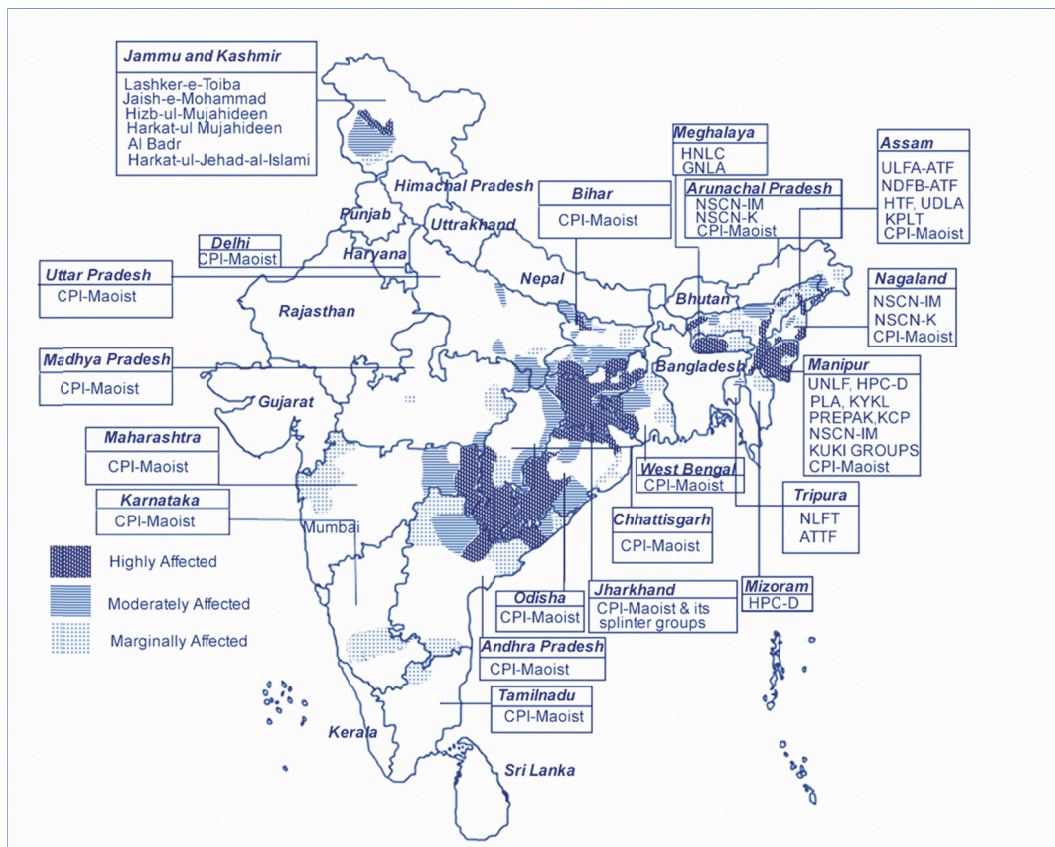 Jammu and Kashmir
Lashker-e-Toiba
Jaish-e-Mohammad
Hizb-ul-Mujahideen
Harkat-ul Mujahideen
Al Badr
Harkat-ul-Jehad-al-Islami
Himachal Pradesh
Punjab
Uttrakhand
Haryana
Delhi
CPI-Maoist
Uttar Pradesh
CPI-Maoist
Rajasthan
Nepal
Bhutan
Bihar
CPI-Maoist
Meghalaya
HNLC
GNLA
Arunachal Pradesh
NSCN-IM
NSCN-K
CPI-Maoist
Assam
ULFA-ATF
NDFB-ATF
HTF, UDLA
KPLT
CPI-Maoist
Nagaland
NSCN-IM
NSCN-K
CPI-Maoist
Madhya Pradesh
CPI-Maoist
Gujarat
Bangladesh
Manipur
UNLF, HPC-D
PLA, KYKL
PREPAK,KCP
NSCN-IM
KUKI GROUPS
CPI-Maoist
Maharashtra
CPI-Maoist
Karnataka
CPI-Maoist
Mumbai
West Bengal
CPI-Maoist
Tripura
NLFT
ATTF
Chhattisgarh
CPI-Maoist
Highly Affected
Moderately Affected
Marginally Affected
Odisha
CPI-Maoist
Jharkhand
CPI-Maoist & its
splinter groups
Mizoram
HPC-D
Andhra Pradesh
CPI-Maoist
Tamilnadu
CPI-Maoist
Kerala
Sri Lanka